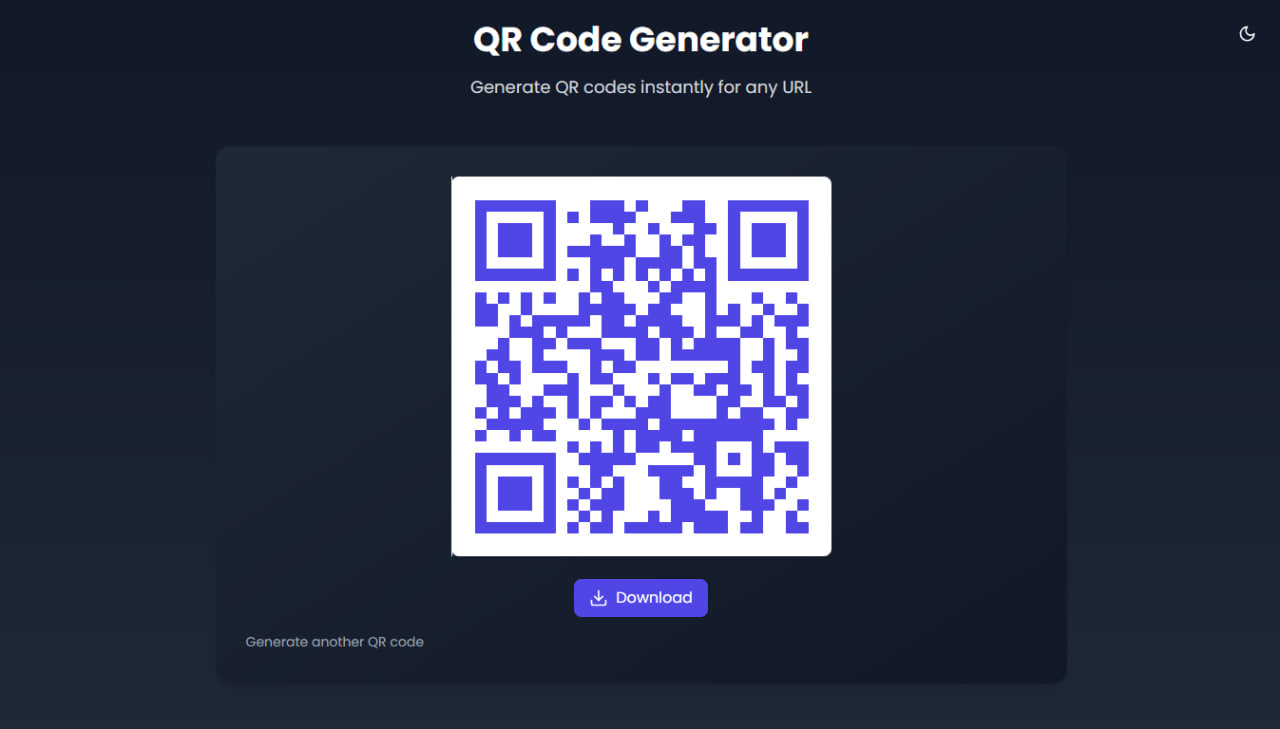 QR Code Generator
Generate QR codes instantly for any URL
Download
Generate another QR code